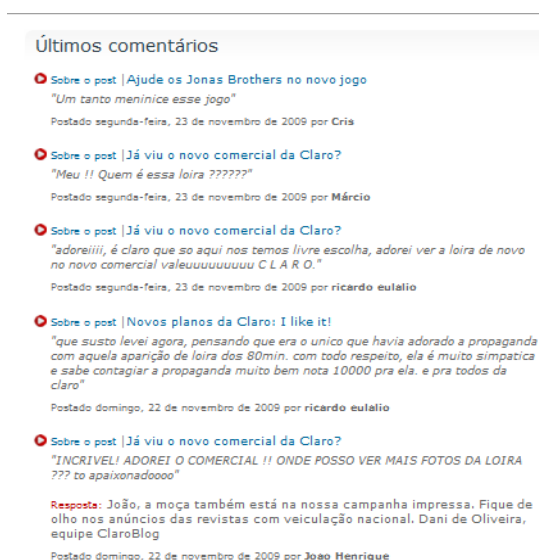 Últimos comentários
Sobre o post | Ajude os Jonas Brothers no novo jogo
"Um tanto meninice esse jogo"
Postado segunda-feira, 23 de novembro de 2009 por Cris
Sobre o post | Já viu o novo comercial da Claro?
"Meu !! Quem é essa loira ??????"
Postado segunda-feira, 23 de novembro de 2009 por Márcio
Sobre o post | Já viu o novo comercial da Claro?
"adoreiiii, é claro que so aqui nos temos livre escolha, adorei ver a loira de novo
no novo comercial valeuuuuuuuuu C L A R O."
Postado segunda-feira, 23 de novembro de 2009 por ricardo eulalio
Sobre o post | Novos planos da Claro: I like it!
"que susto levei agora, pensando que era o unico que havia adorado a propaganda
com aquela aparição de loira dos 80min. com todo respeito, ela é muito simpatica
e sabe contagiar a propaganda muito bem nota 10000 pra ela. e pra todos da
claro"
Postado domingo, 22 de novembro de 2009 por ricardo eulalio
Sobre o post | Já viu o novo comercial da Claro?
"INCRIVEL! ADOREI O COMERCIAL !! ONDE POSSO VER MAIS FOTOS DA LOIRA
??? to apaixonadoooo"
Resposta: João, a moça também está na nossa campanha impressa. Fique de
olho nos anúncios das revistas com veiculação nacional. Dani de Oliveira,
equipe ClaroBlog
Postado domingo, 22 de novembro de 2009 por Joao Henrique